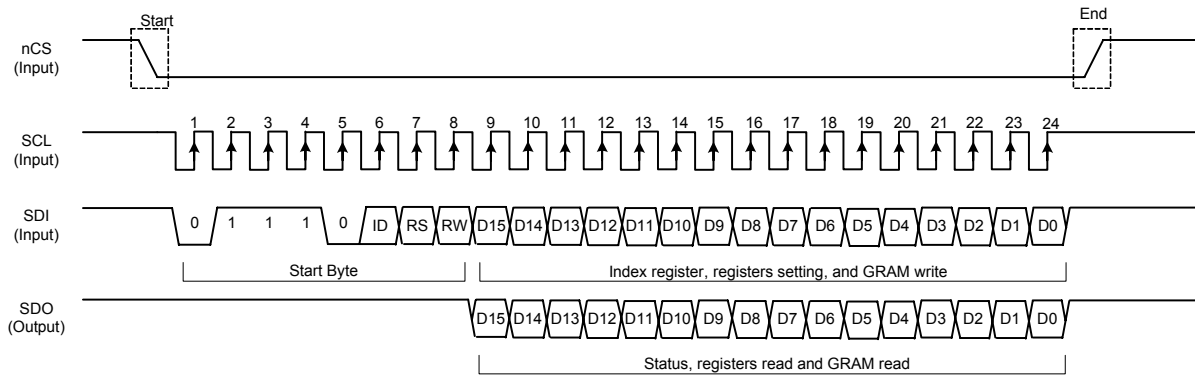 Start End
nCS
(Input)
1 2 3 4 5 6 7 8 9 10 11 12 13 14 15 16 17 18 19 20 21 22 23 24
SCL
(Input)
SDI
(Input)
0 1 1 1 0 ID RS RW D15 D14 D13 D12 D11 D10 D9 D8 D7 D6 D5 D4 D3 D2 D1 D0
Start Byte Index register, registers setting, and GRAM write
SDO
(Output)
D15 D14 D13 D12 D11 D10 D9 D8 D7 D6 D5 D4 D3 D2 D1 D0
Status, registers read and GRAM read